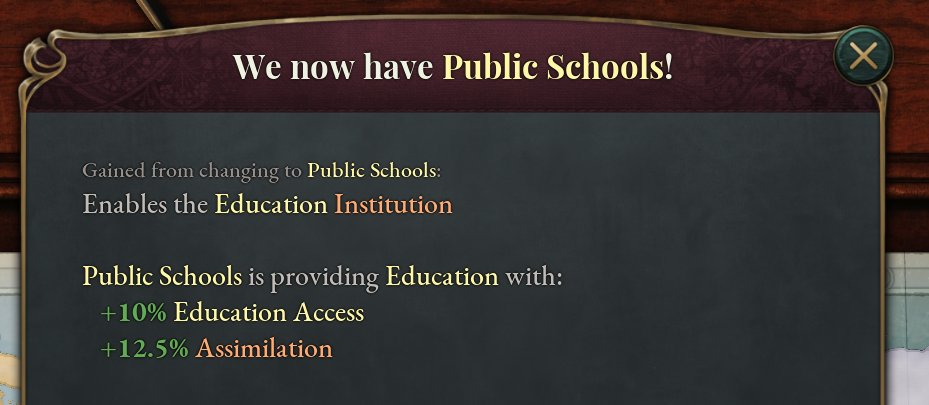 We now have Public Schools!
Gained from changing to Public Schools:
Enables the Education Institution
Public Schools is providing Education with:
+10% Education Access
+12.5% Assimilation